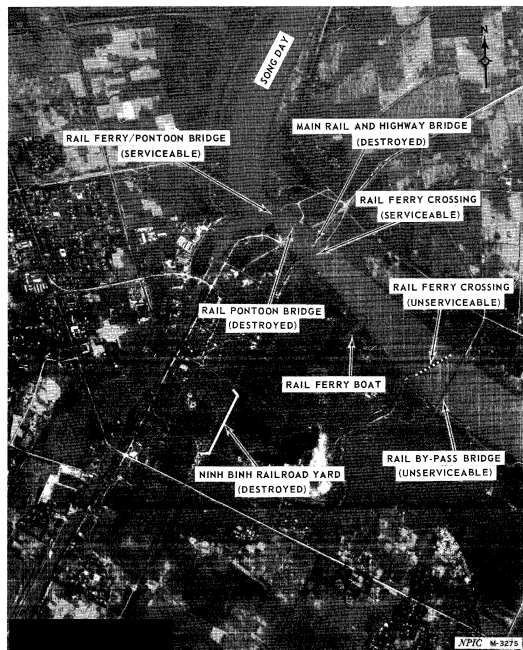 N
SONG DAY
MAIN RAIL AND HIGHWAY BRIDGE
(DESTROYED)
RAIL FERRY/PONTOON BRIDGE
(SERVICEABLE)
RAIL FERRY CROSSING
(SERVICEABLE)
RAIL FERRY CROSSING
(UNSERVICEABLE)
RAIL PONTOON BRIDGE
(DESTROYED)
RAIL FERRY BOAT
RAIL BY-PASS BRIDGE
(UNSERVICEABLE)
NINH BINH RAILROAD YARD
(DESTROYED)
NPIC M-3275